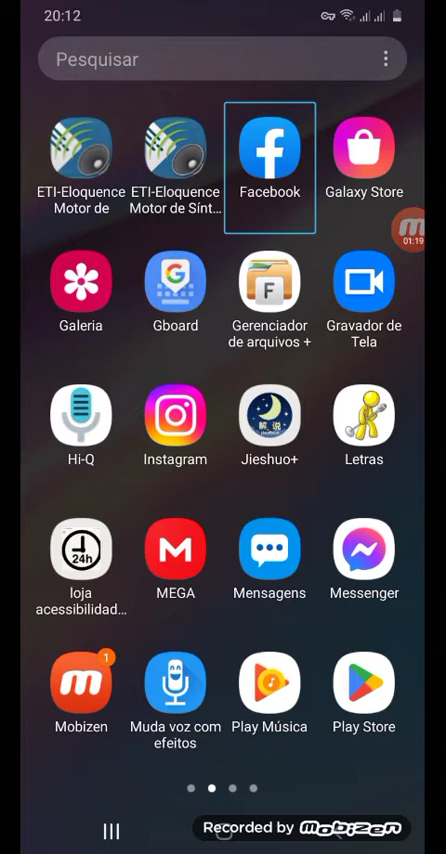 20:12
Pesquisar
ETI-Eloquence
Motor de
ETI-Eloquence
Motor de Sínt...
Facebook
Galaxy Store
01:19
Galeria
Gboard
Gerenciador
de arquivos +
Gravador de
Tela
F
Hi-Q
Instagram
解说
Jieshuo+
Letras
24h
loja
acessibilidad...
MEGA
Mensagens
Messenger
1
Mobizen
Muda voz com
efeitos
Play Música
Play Store
Recorded by Mobizen